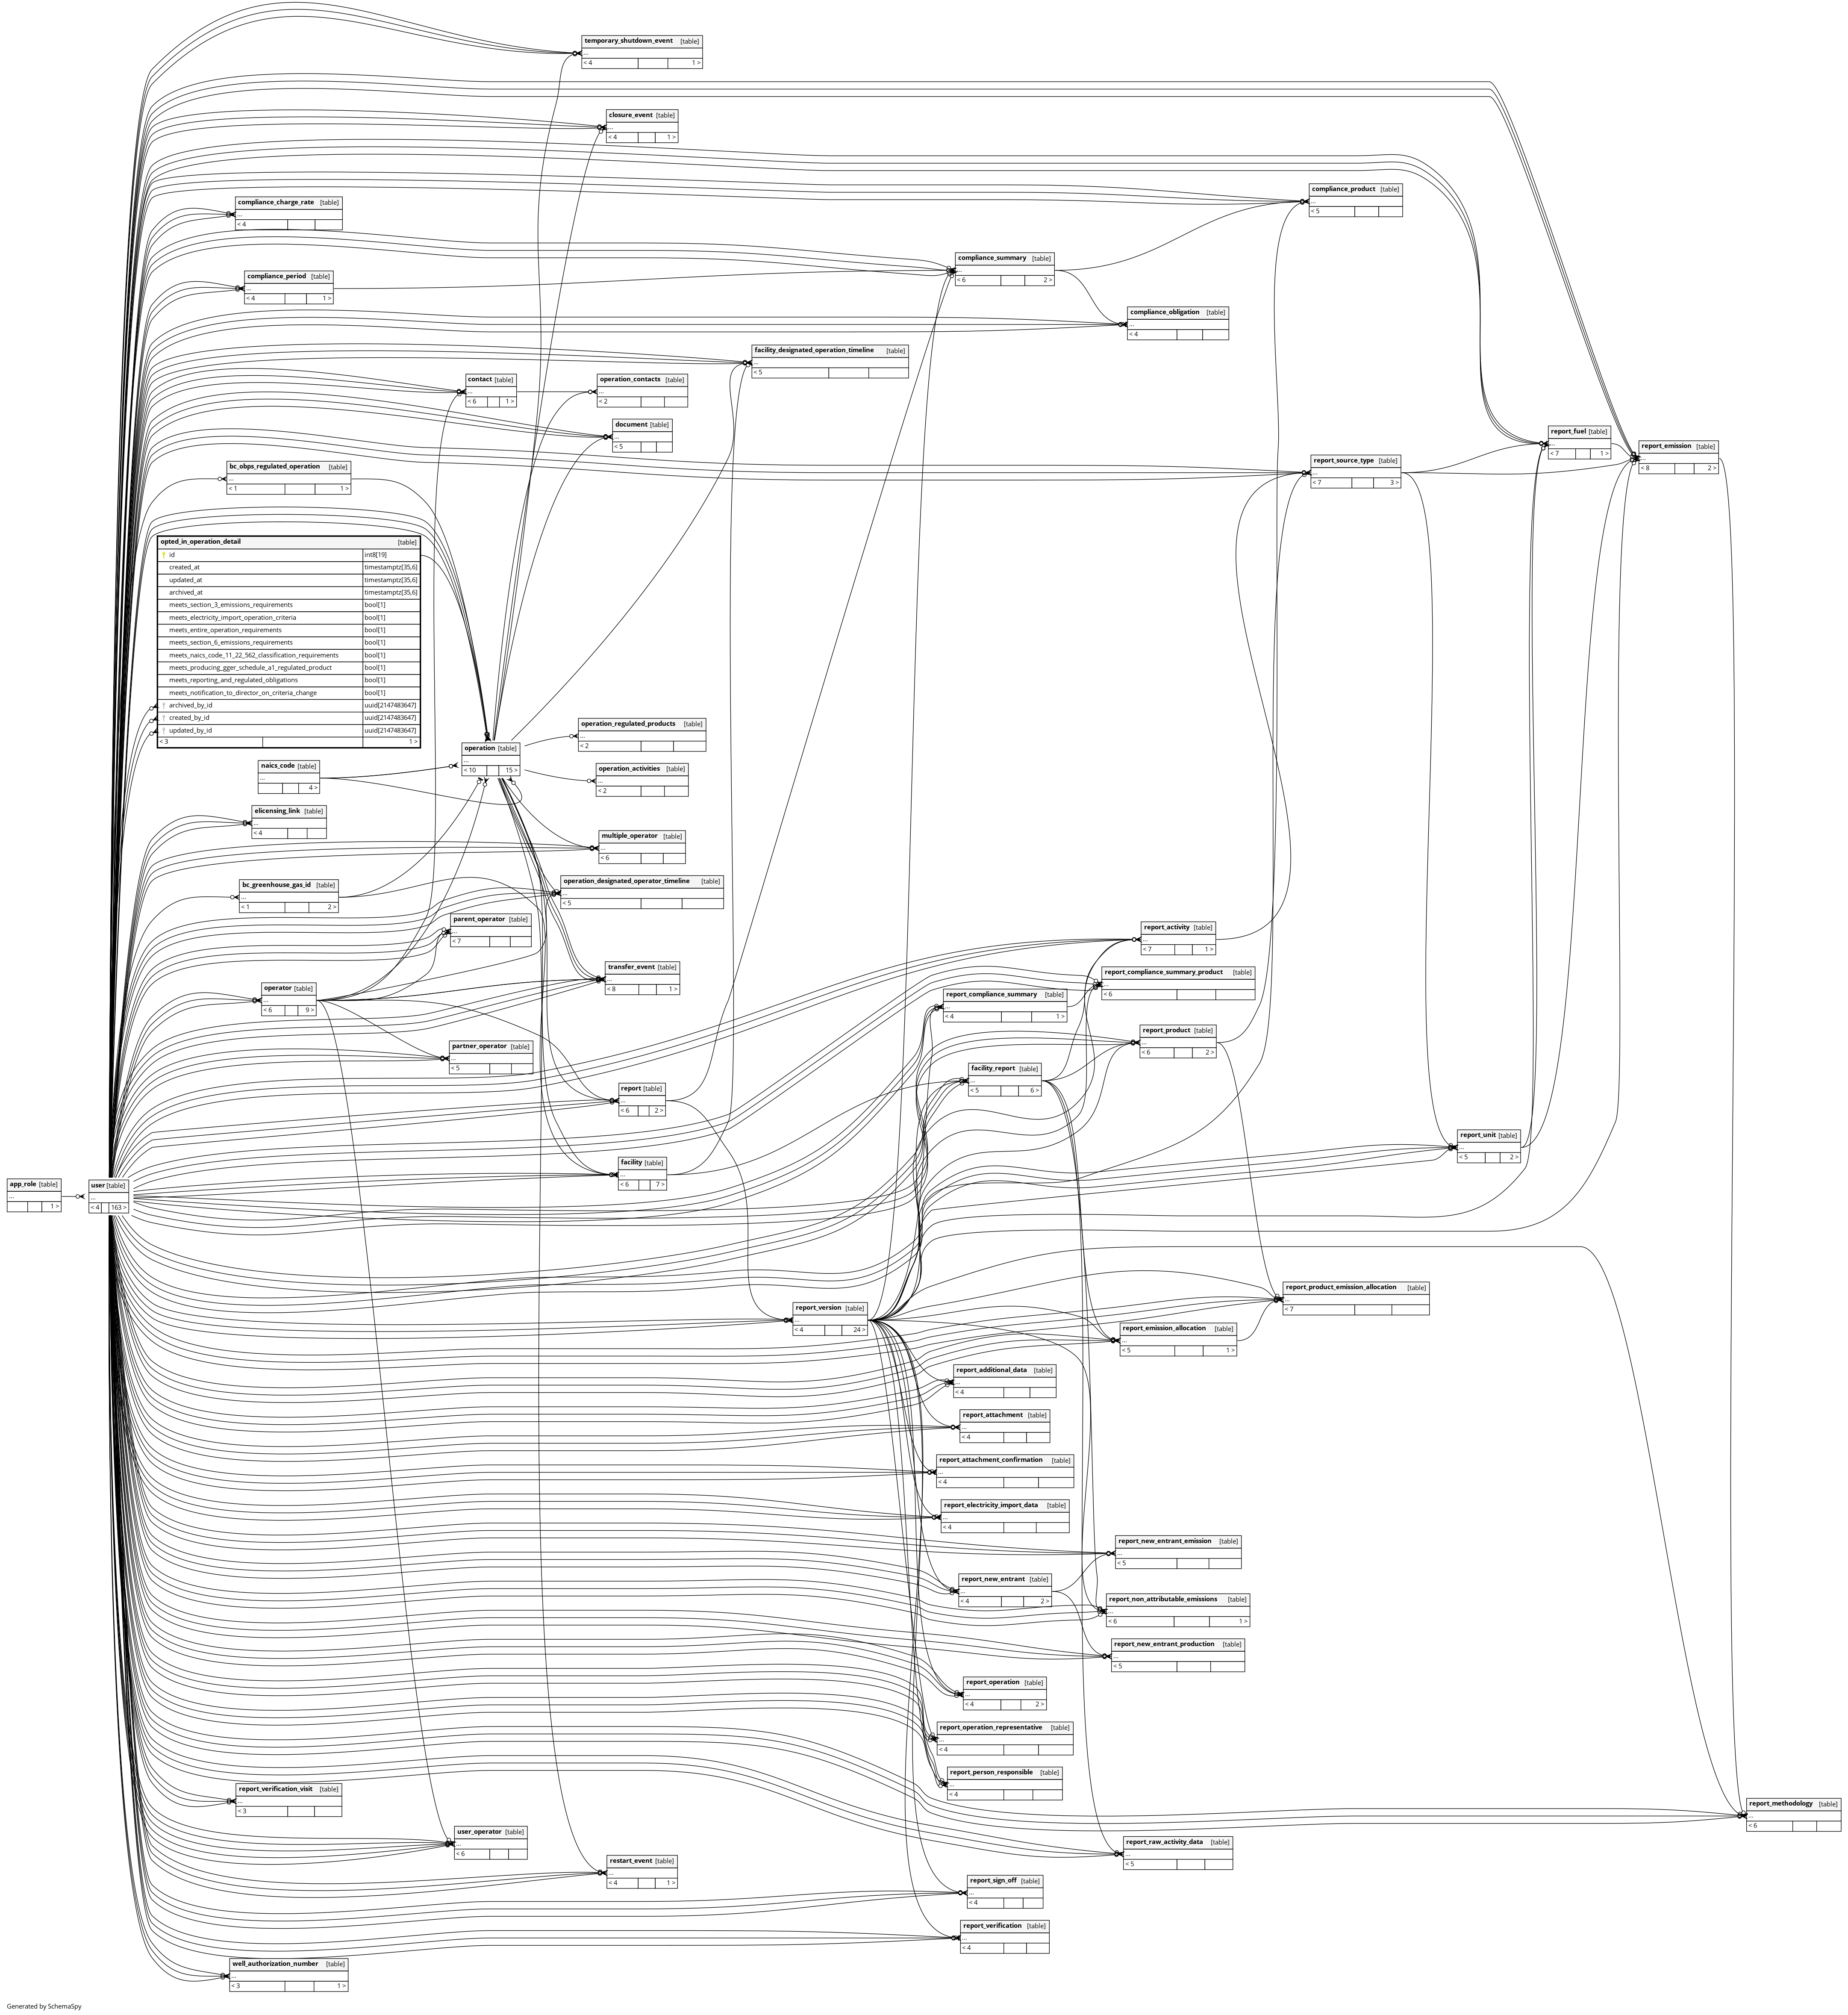 temporary_shutdown_event [table]
...
< 4 1 >
closure_event [table]
...
< 4 1 >
compliance_product [table]
...
< 5
compliance_charge_rate [table]
...
< 4
compliance_summary [table]
...
< 6 2 >
compliance_period [table]
...
< 4 1 >
compliance_obligation [table]
...
< 4
facility_designated_operation_timeline [table]
...
< 5
contact [table]
...
< 6 1 >
operation_contacts [table]
...
< 2
document [table]
...
< 5
report_fuel [table]
...
< 7 1 >
report_emission [table]
...
< 8 2 >
report_source_type [table]
...
< 7 3 >
bc_obps_regulated_operation [table]
...
< 1 1 >
opted_in_operation_detail [table]
id int8[19]
created_at timestamptz[35,6]
updated_at timestamptz[35,6]
archived_at timestamptz[35,6]
meets_section_3_emissions_requirements bool[1]
meets_electricity_import_operation_criteria bool[1]
meets_entire_operation_requirements bool[1]
meets_section_6_emissions_requirements bool[1]
meets_naics_code_11_22_562_classification_requirements bool[1]
meets_producing_gger_schedule_a1_regulated_product bool[1]
meets_reporting_and_regulated_obligations bool[1]
meets_notification_to_director_on_criteria_change bool[1]
archived_by_id uuid[2147483647]
created_by_id uuid[2147483647]
updated_by_id uuid[2147483647]
< 3 1 >
operation_regulated_products [table]
...
< 2
operation [table]
...
< 10 15 >
naics_code [table]
...
4 >
operation_activities [table]
...
< 2
elicensing_link [table]
...
< 4
multiple_operator [table]
...
< 6
bc_greenhouse_gas_id [table]
...
< 1 2 >
operation_designated_operator_timeline [table]
...
< 5
parent_operator [table]
...
< 7
report_activity [table]
...
< 7 1 >
transfer_event [table]
...
< 8 1 >
report_compliance_summary_product [table]
...
< 6
operator [table]
...
< 6 9 >
report_compliance_summary [table]
...
< 4 1 >
report_product [table]
...
< 6 2 >
partner_operator [table]
...
< 5
facility_report [table]
...
< 5 6 >
report [table]
...
< 6 2 >
report_unit [table]
...
< 5 2 >
facility [table]
...
< 6 7 >
app_role [table]
...
1 >
user [table]
...
< 4 163 >
report_product_emission_allocation [table]
...
< 7
report_version [table]
...
< 4 24 >
report_emission_allocation [table]
...
< 5 1 >
report_additional_data [table]
...
< 4
report_attachment [table]
...
< 4
report_attachment_confirmation [table]
...
< 4
report_electricity_import_data [table]
...
< 4
report_new_entrant_emission [table]
...
< 5
report_new_entrant [table]
...
< 4 2 >
report_non_attributable_emissions [table]
...
< 6 1 >
report_new_entrant_production [table]
...
< 5
report_operation [table]
...
< 4 2 >
report_operation_representative [table]
...
< 4
report_person_responsible [table]
...
< 4
report_verification_visit [table]
...
< 3
report_methodology [table]
...
< 6
user_operator [table]
...
< 6
report_raw_activity_data [table]
...
< 5
restart_event [table]
...
< 4 1 >
report_sign_off [table]
...
< 4
report_verification [table]
...
< 4
well_authorization_number [table]
...
< 3 1 >
Generated by SchemaSpy